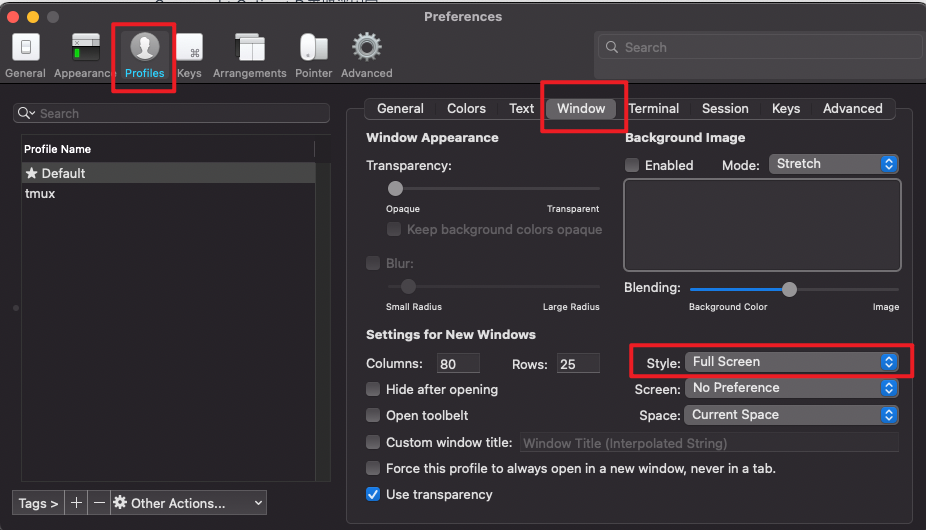 Preferences
General Appearance Profiles Keys Arrangements Pointer Advanced
Search
Search
Profile Name
★ Default
tmux
Tags > + − Other Actions...
General Colors Text Window Terminal Session Keys Advanced
Window Appearance
Transparency:
Opaque Transparent
Keep background colors opaque
Blur:
Small Radius Large Radius
Background Image
Enabled Mode: Stretch
Blending:
Background Color Image
Settings for New Windows
Columns: 80 Rows: 25 Style: Full Screen
Hide after opening Screen: No Preference
Open toolbelt Space: Current Space
Custom window title: Window Title (Interpolated String)
Force this profile to always open in a new window, never in a tab.
Use transparency